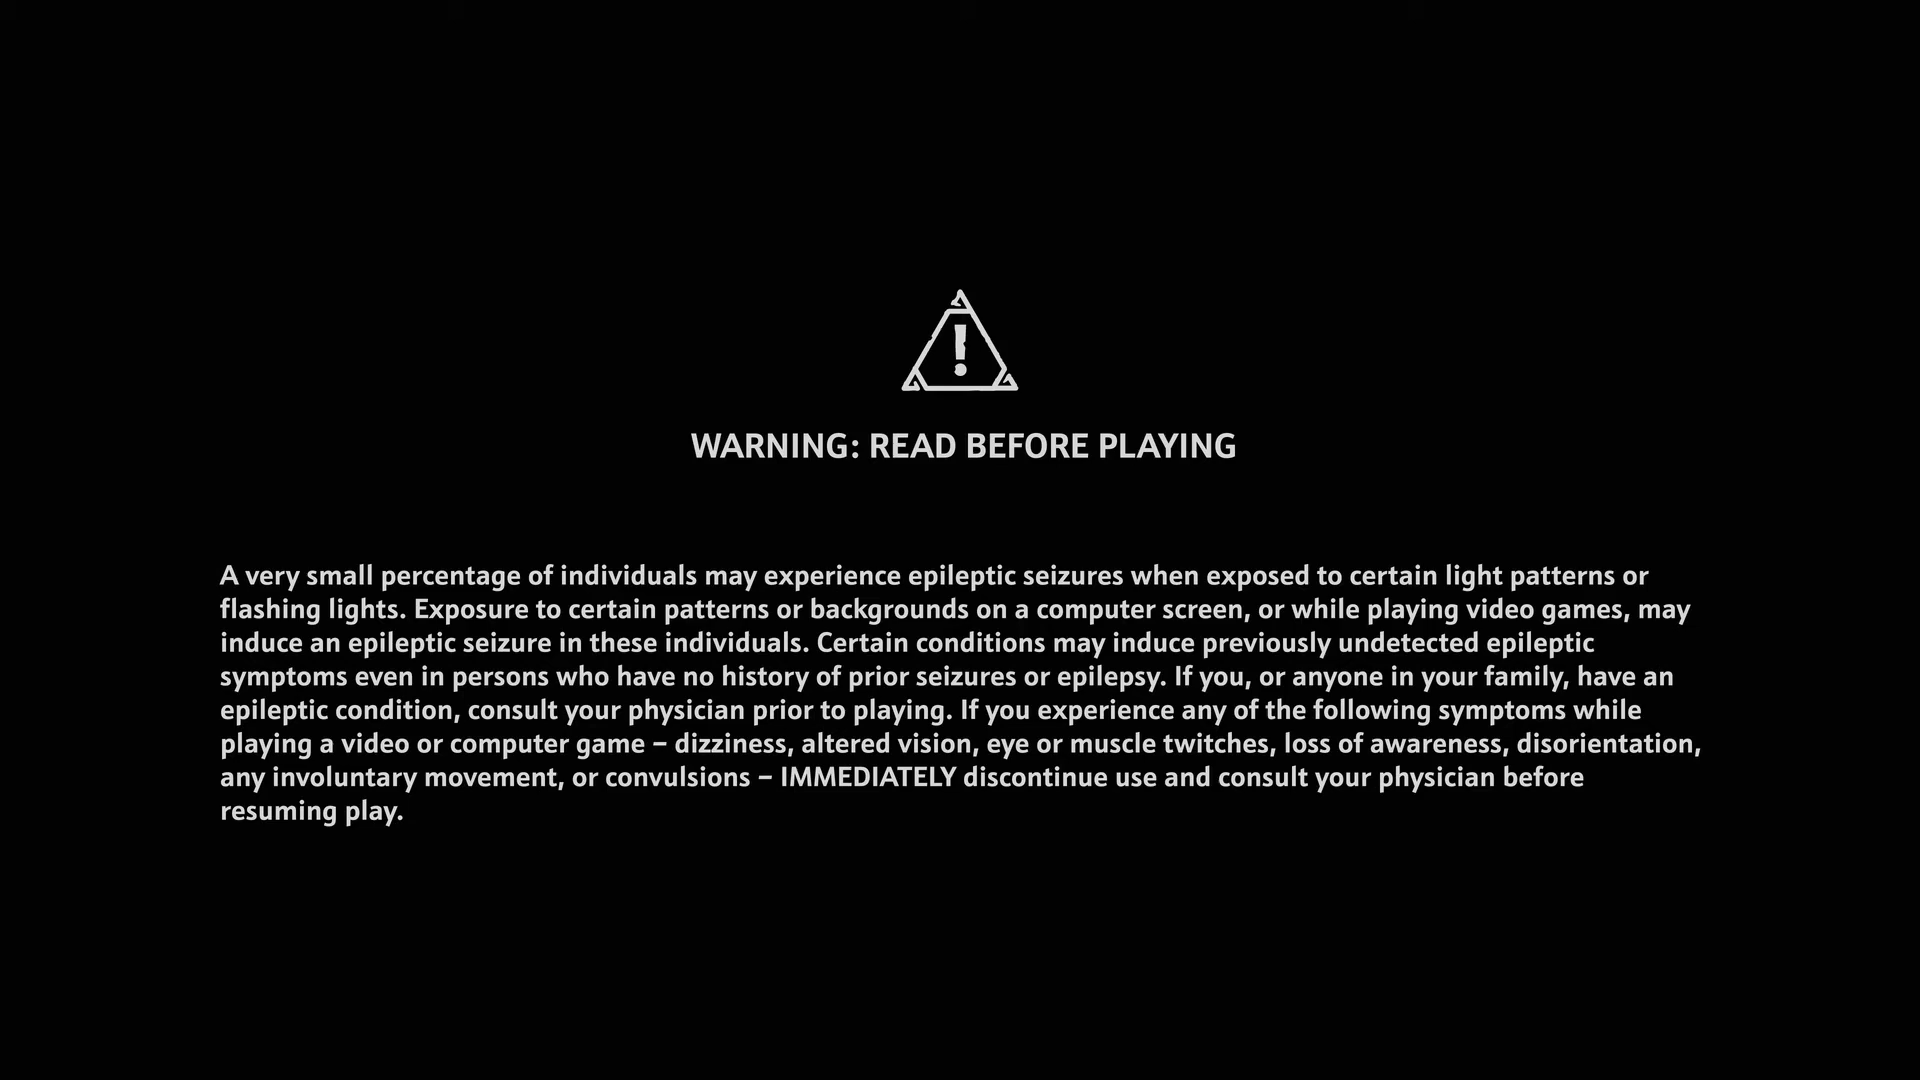 WARNING: READ BEFORE PLAYING
A very small percentage of individuals may experience epileptic seizures when exposed to certain light patterns or
flashing lights. Exposure to certain patterns or backgrounds on a computer screen, or while playing video games, may
induce an epileptic seizure in these individuals. Certain conditions may induce previously undetected epileptic
symptoms even in persons who have no history of prior seizures or epilepsy. If you, or anyone in your family, have an
epileptic condition, consult your physician prior to playing. If you experience any of the following symptoms while
playing a video or computer game – dizziness, altered vision, eye or muscle twitches, loss of awareness, disorientation,
any involuntary movement, or convulsions – IMMEDIATELY discontinue use and consult your physician before
resuming play.